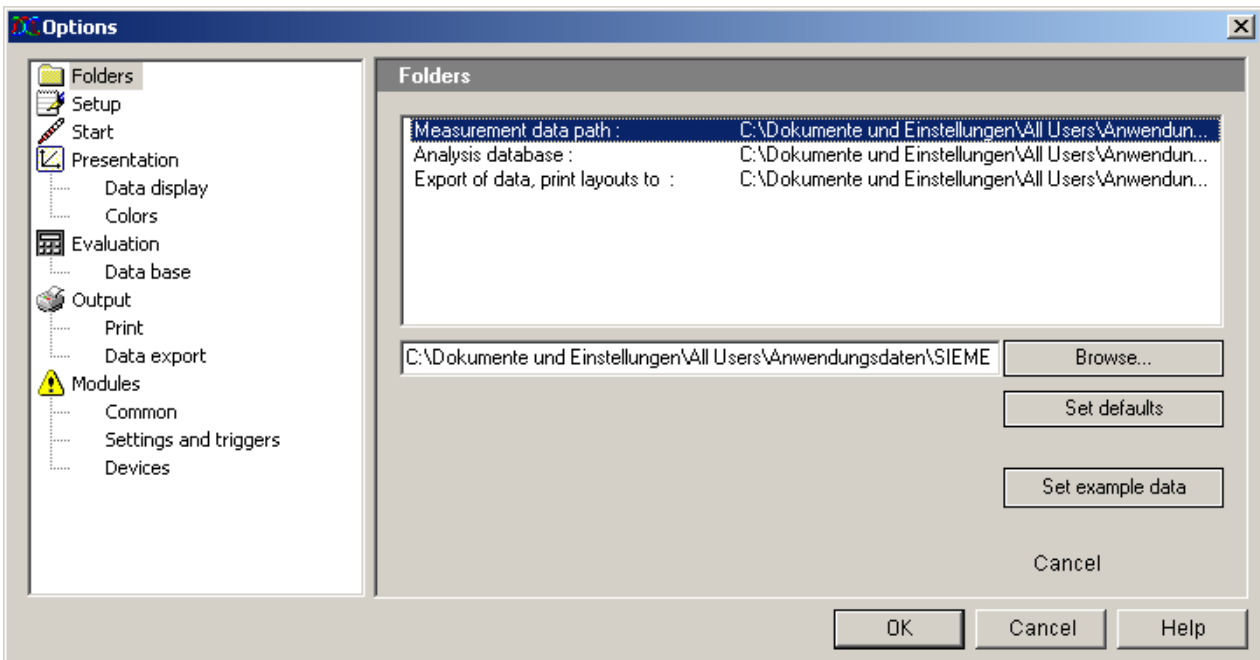 Options
Folders
Setup
Start
Presentation
Data display
Colors
Evaluation
Data base
Output
Print
Data export
Modules
Common
Settings and triggers
Devices
Folders
Measurement data path : C:\Dokumente und Einstellungen\All Users\Anwendun...
Analysis database : C:\Dokumente und Einstellungen\All Users\Anwendun...
Export of data, print layouts to : C:\Dokumente und Einstellungen\All Users\Anwendun...
C:\Dokumente und Einstellungen\All Users\Anwendungsdaten\SIEME
Browse...
Set defaults
Set example data
Cancel
OK Cancel Help